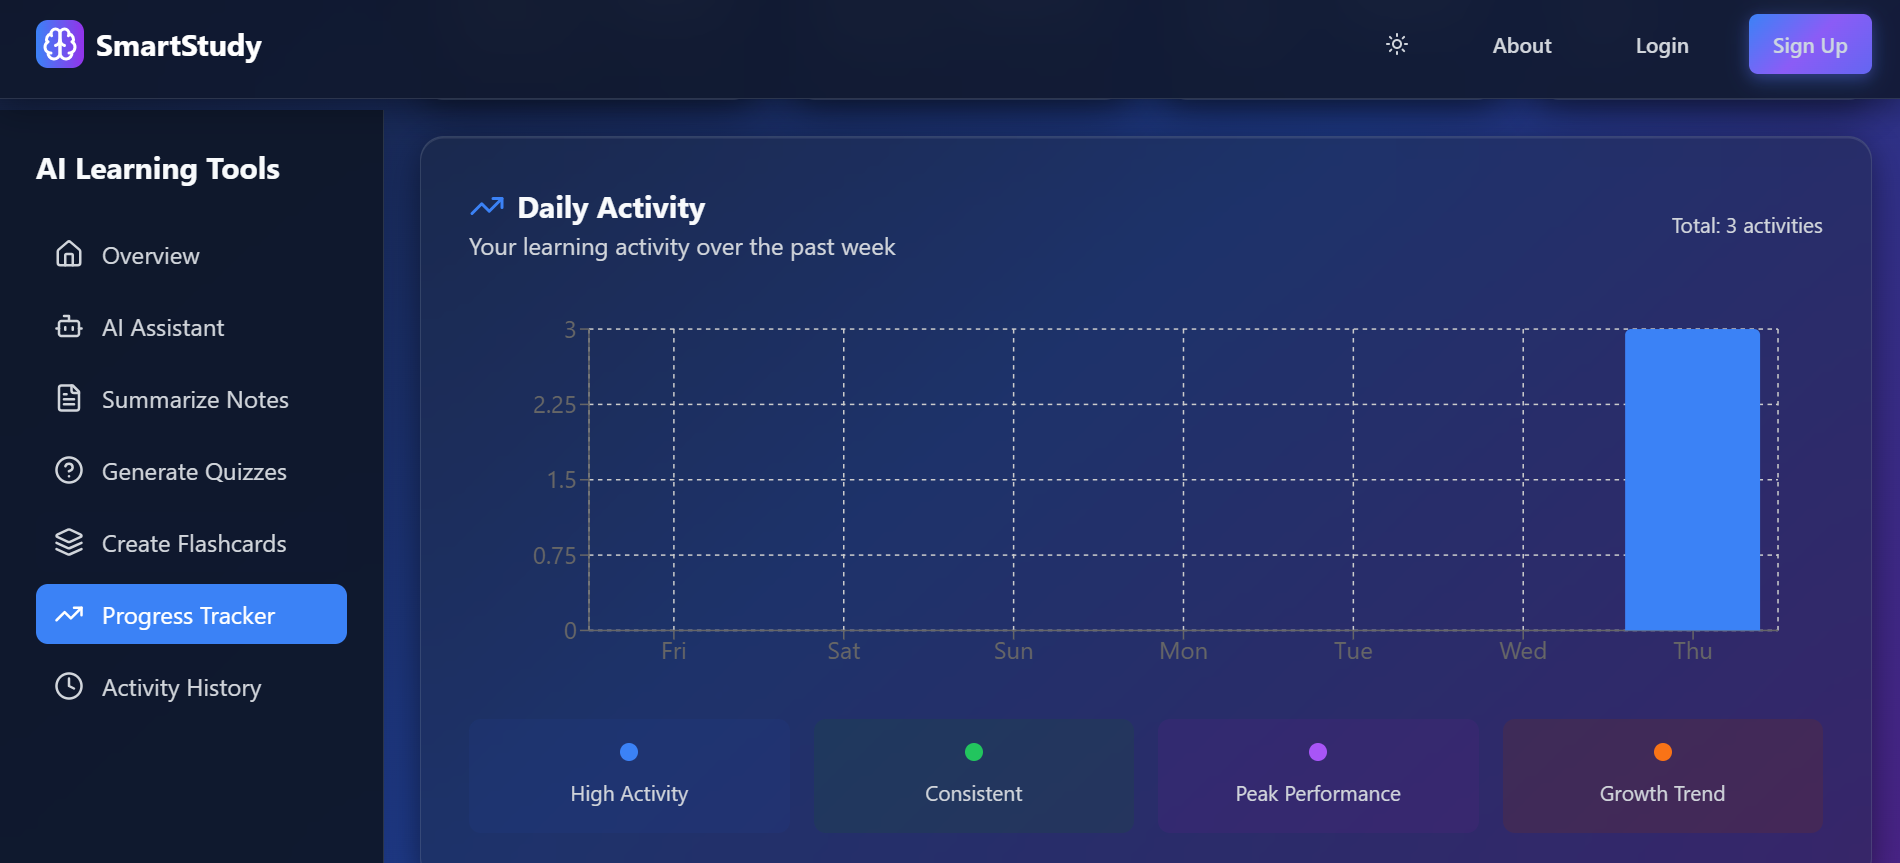 SmartStudy
About
Login
Sign Up
AI Learning Tools
Overview
AI Assistant
Summarize Notes
Generate Quizzes
Create Flashcards
Progress Tracker
Activity History
Daily Activity
Your learning activity over the past week
Total: 3 activities
3
2.25
1.5
0.75
0
Fri Sat Sun Mon Tue Wed Thu
High Activity
Consistent
Peak Performance
Growth Trend